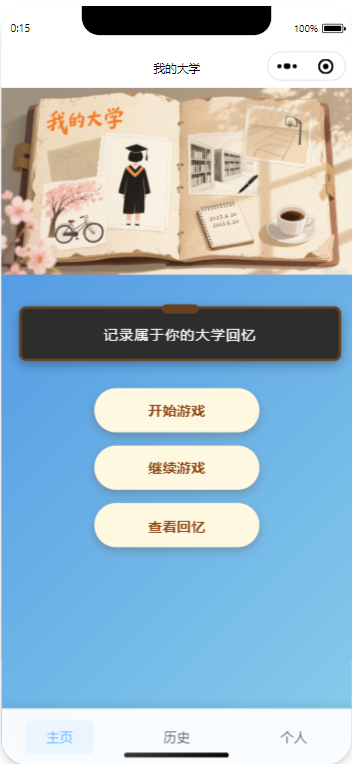 0:15
100%
我的大学
我的大学
2023.6.20
2023.6.20
记录属于你的大学回忆
开始游戏
继续游戏
查看回忆
主页
历史
个人